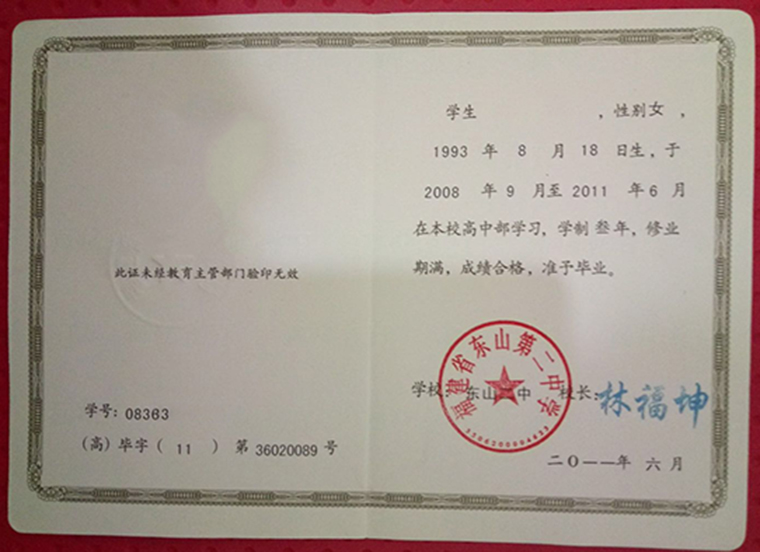 此证未经教育主管部门验印无效
学号：08363
（高）毕字（ 11 ） 第 36020089 号
学生 ，性别女，
1993 年 8 月 18 日生，于
2008 年 9 月至 2011 年 6 月
在本校高中部学习，学制 叁年，修业
期满，成绩合格，准予毕业。
福建省东山第二中学
学校：东山二中 校长：林福坤
二〇一一年 六月